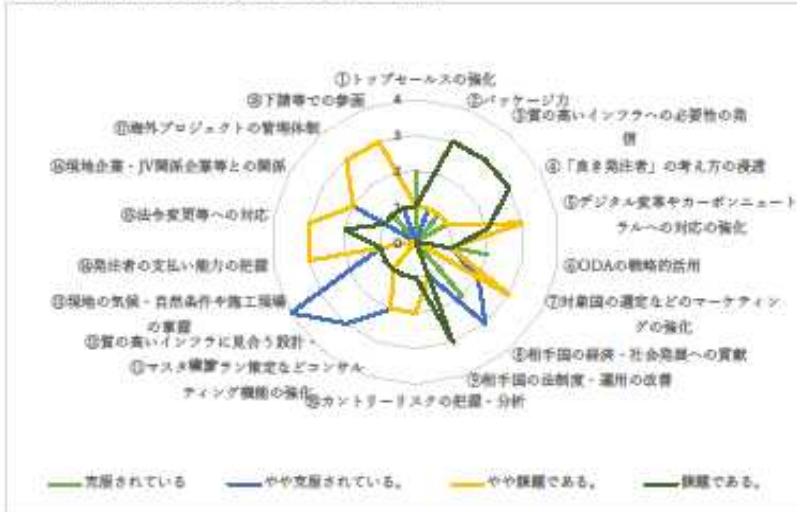 ①トップセールスの強化
②パッケージ力
③質の高いインフラへの必要性の発
信
④「良き発注者」の考え方の浸透
⑤デジタル変革やカーボンニュート
ラルへの対応の強化
⑥ODAの戦略的活用
⑦対象国の選定などのマーケティン
グの強化
⑧相手国の経済・社会発展への貢献
⑨相手国の法制度・運用の改善
⑩カントリーリスクの把握・分析
⑪マスタープラン策定などコンサル
ティング機能の強化
⑫質の高いインフラに見合う設計・
⑬現地の気候・自然条件や施工現場
の掌握
⑭発注者の支払い能力の把握
⑮法令変更等への対応
⑯現地企業・JV関係企業等との関係
⑰海外プロジェクトの管理体制
⑱下請等での参画
4
3
2
1
0
克服されている
やや克服されている。
やや課題である。
課題である。